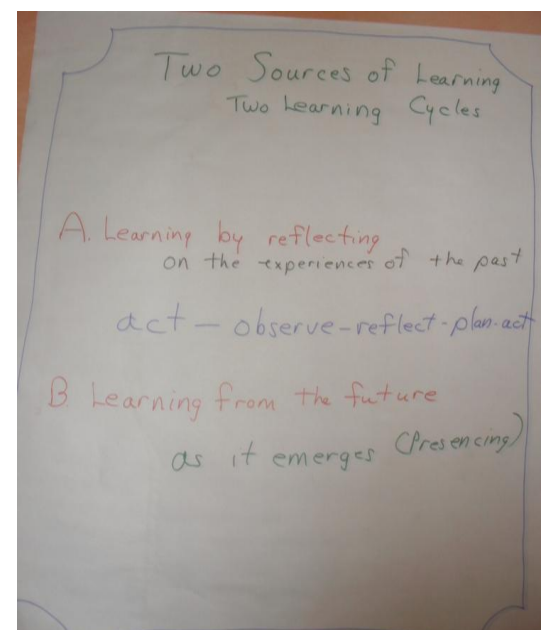 Two Sources of Learning
Two Learning Cycles
A. Learning by reflecting
on the experiences of the past
act - observe - reflect - plan - act
B Learning from the future
as it emerges (Presencing)